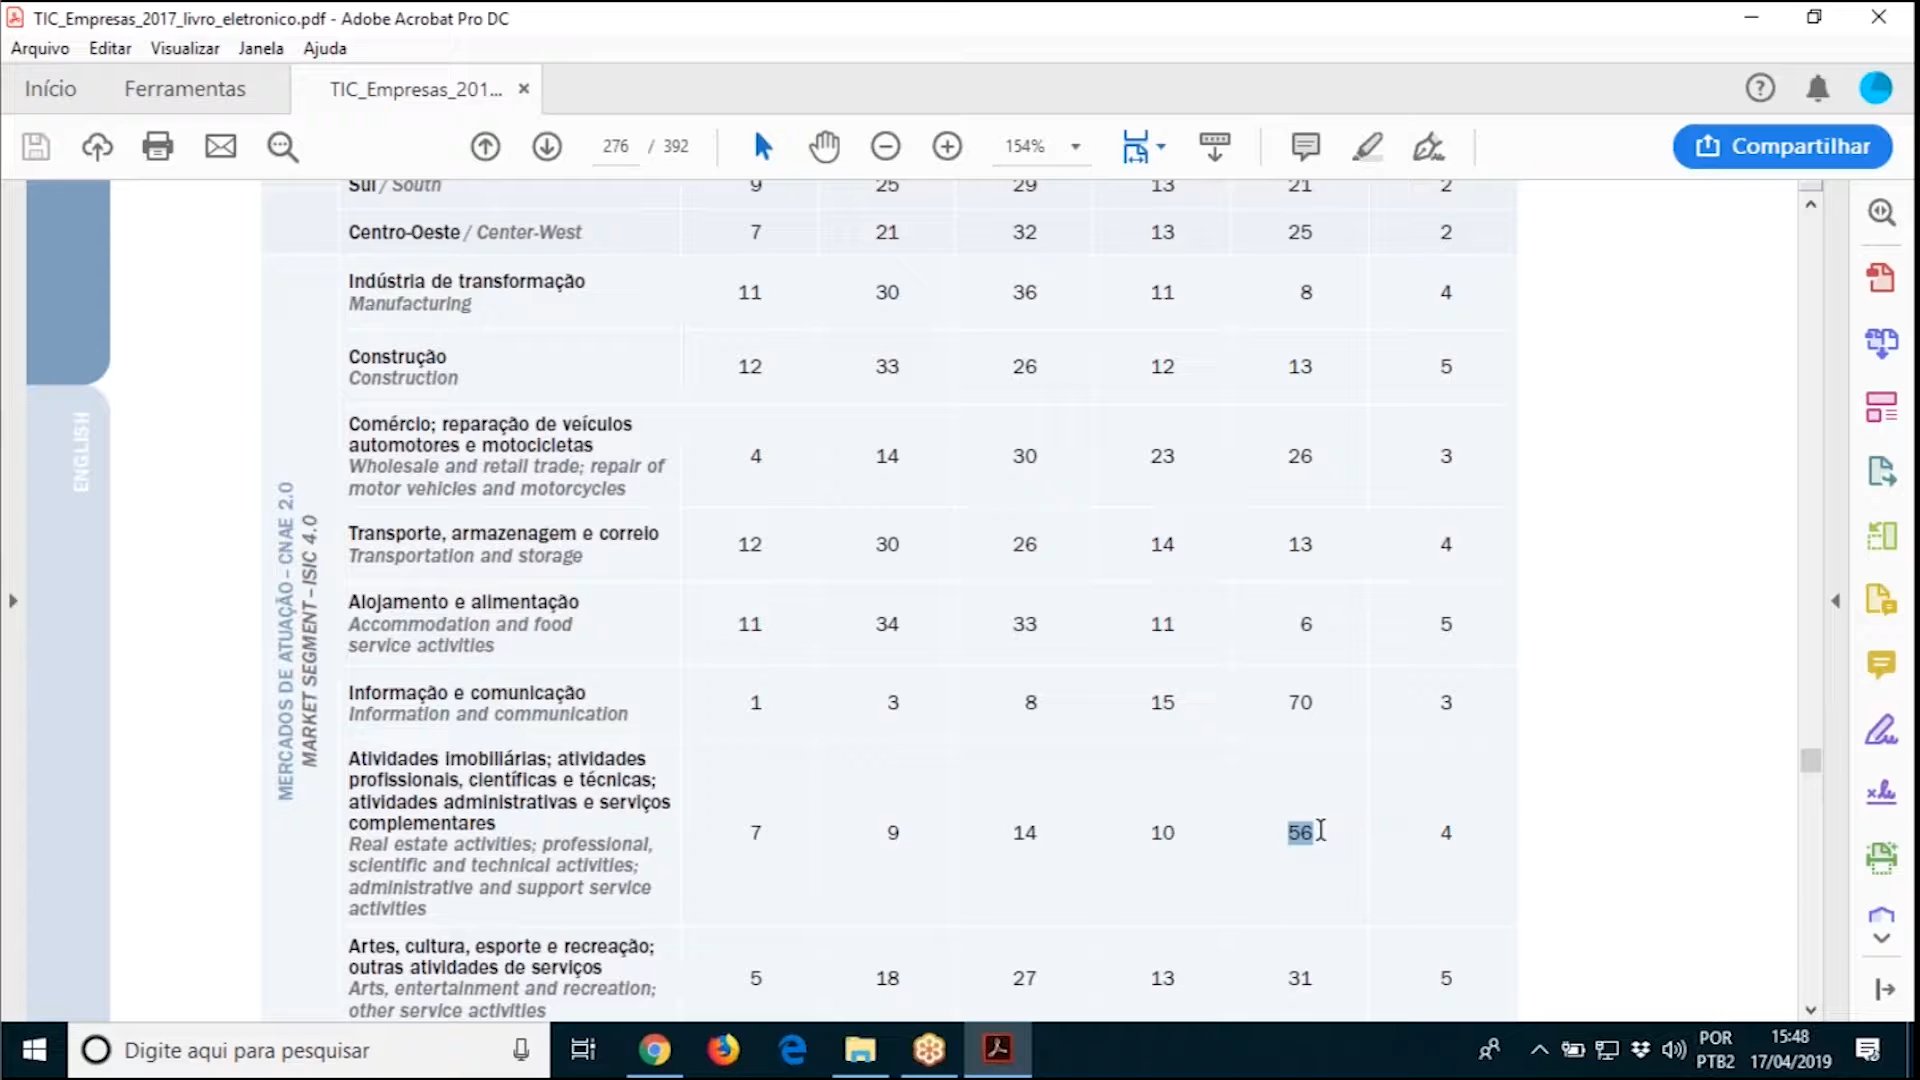 TIC_Empresas_2017_livro_eletronico.pdf - Adobe Acrobat Pro DC
Arquivo Editar Visualizar Janela Ajuda
Início Ferramentas TIC_Empresas_201... ×
276 / 392 154% Compartilhar
Sul / South 9 25 29 13 21 2
Centro-Oeste / Center-West 7 21 32 13 25 2
ENGLISH
MERCADOS DE ATUAÇÃO – CNAE 2.0
MARKET SEGMENT – ISIC 4.0
Indústria de transformação
Manufacturing
11 30 36 11 8 4
Construção
Construction
12 33 26 12 13 5
Comércio; reparação de veículos
automotores e motocicletas
Wholesale and retail trade; repair of
motor vehicles and motorcycles
4 14 30 23 26 3
Transporte, armazenagem e correio
Transportation and storage
12 30 26 14 13 4
Alojamento e alimentação
Accommodation and food
service activities
11 34 33 11 6 5
Informação e comunicação
Information and communication
1 3 8 15 70 3
Atividades imobiliárias; atividades
profissionais, científicas e técnicas;
atividades administrativas e serviços
complementares
Real estate activities; professional,
scientific and technical activities;
administrative and support service
activities
7 9 14 10 56 4
Artes, cultura, esporte e recreação;
outras atividades de serviços
Arts, entertainment and recreation;
other service activities
5 18 27 13 31 5
Digite aqui para pesquisar
POR
PTB2
15:48
17/04/2019